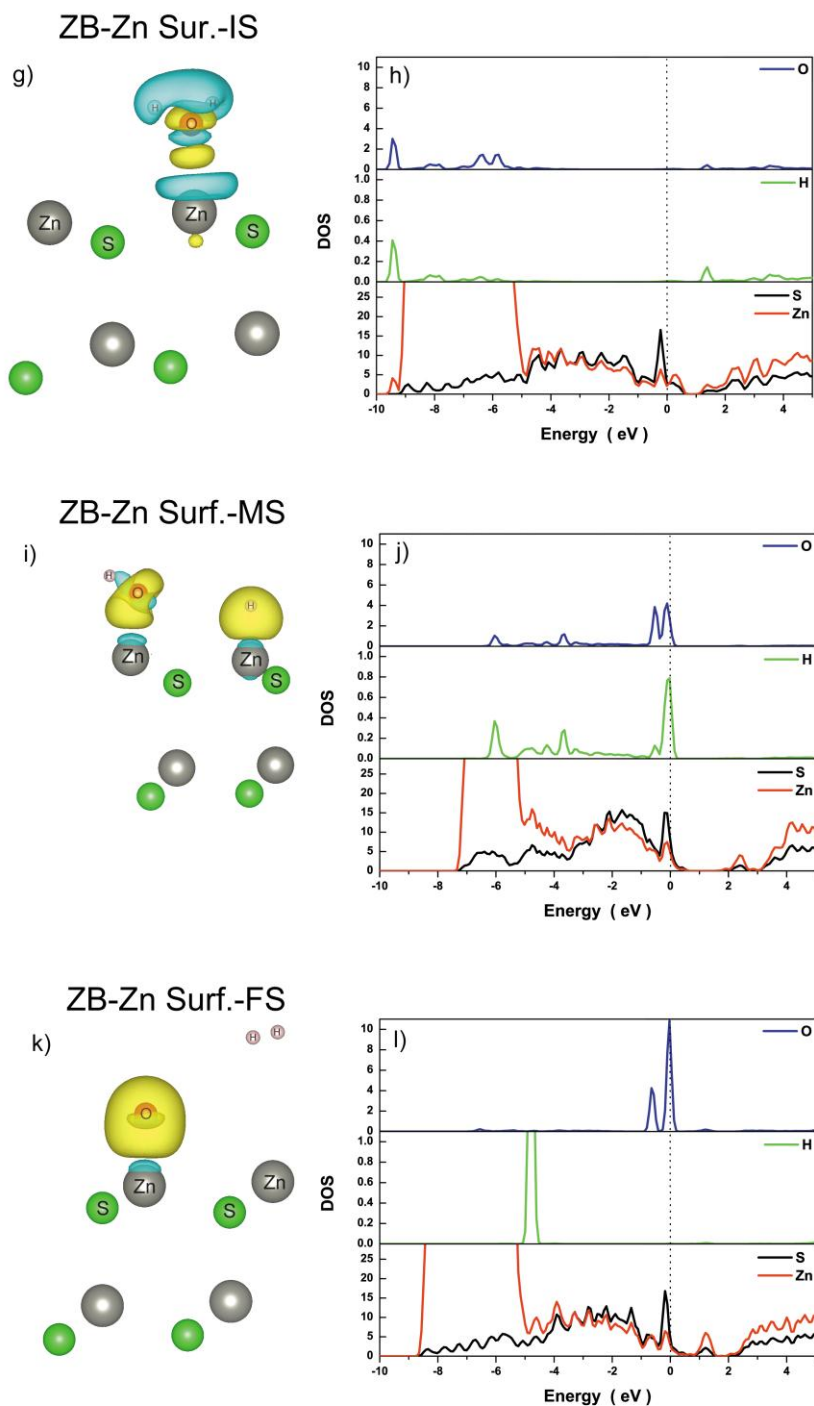 ZB-Zn Sur.-IS
g)
H
H
O
Zn
Zn
S
S
h)
O
10
8
6
4
2
0
H
1.0
0.8
0.6
0.4
0.2
0.0
DOS
S
Zn
25
20
15
10
5
0
-10 -8 -6 -4 -2 0 2 4
Energy ( eV )
ZB-Zn Surf.-MS
i)
H
O
H
Zn
Zn
S
S
j)
O
10
8
6
4
2
0
H
1.0
0.8
0.6
0.4
0.2
0.0
DOS
S
Zn
25
20
15
10
5
0
-10 -8 -6 -4 -2 0 2 4
Energy ( eV )
ZB-Zn Surf.-FS
k)
H H
O
Zn
Zn
S
S
l)
O
10
8
6
4
2
0
H
1.0
0.8
0.6
0.4
0.2
0.0
DOS
S
Zn
25
20
15
10
5
0
-10 -8 -6 -4 -2 0 2 4
Energy ( eV )